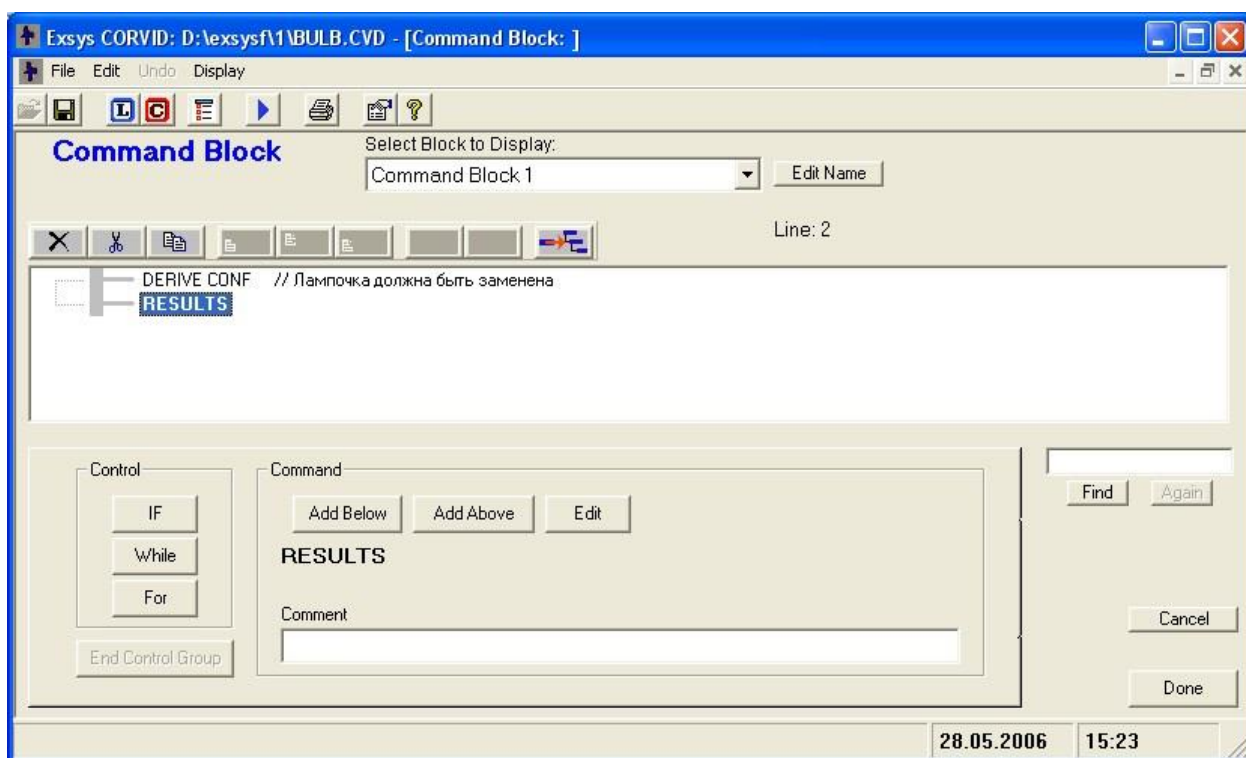 Exsys CORVID: D:\exsysf\1\BULB.CVD - [Command Block: ]
File Edit Undo Display
Command Block
Select Block to Display:
Command Block 1
Edit Name
Line: 2
DERIVE CONF // Лампочка должна быть заменена
RESULTS
Control
IF
While
For
End Control Group
Command
Add Below Add Above Edit
RESULTS
Comment
Find Again
Cancel
Done
28.05.2006 15:23